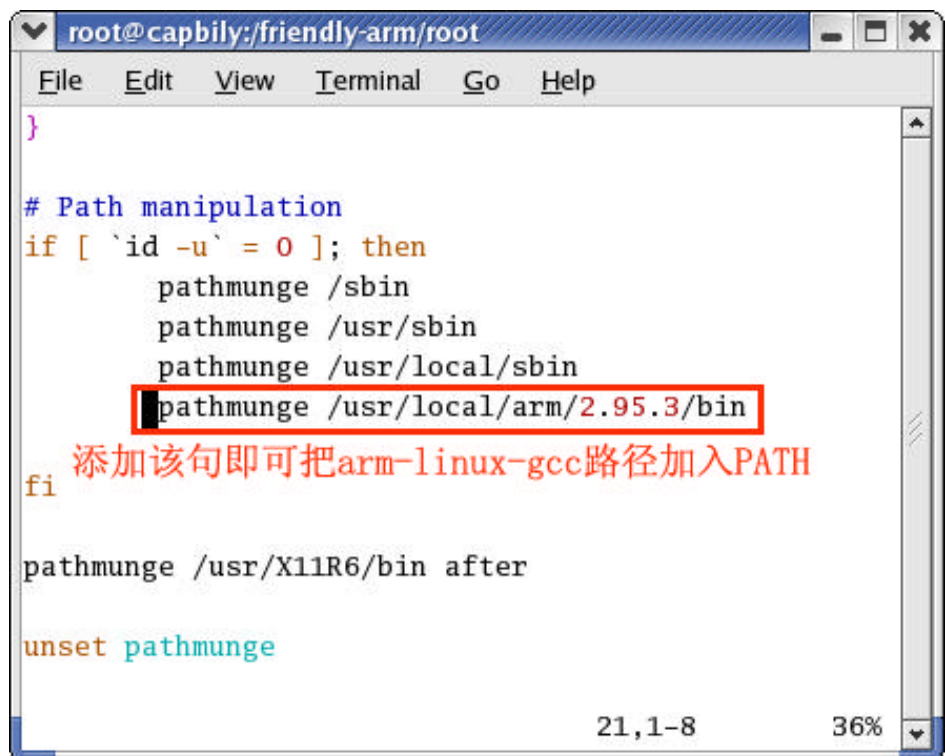 root@capbily:/friendly-arm/root
File Edit View Terminal Go Help
}
# Path manipulation
if [ `id -u` = 0 ]; then
pathmunge /sbin
pathmunge /usr/sbin
pathmunge /usr/local/sbin
pathmunge /usr/local/arm/2.95.3/bin
添加该句即可把arm-linux-gcc路径加入PATH
fi
pathmunge /usr/X11R6/bin after
unset pathmunge
21,1-8 36%